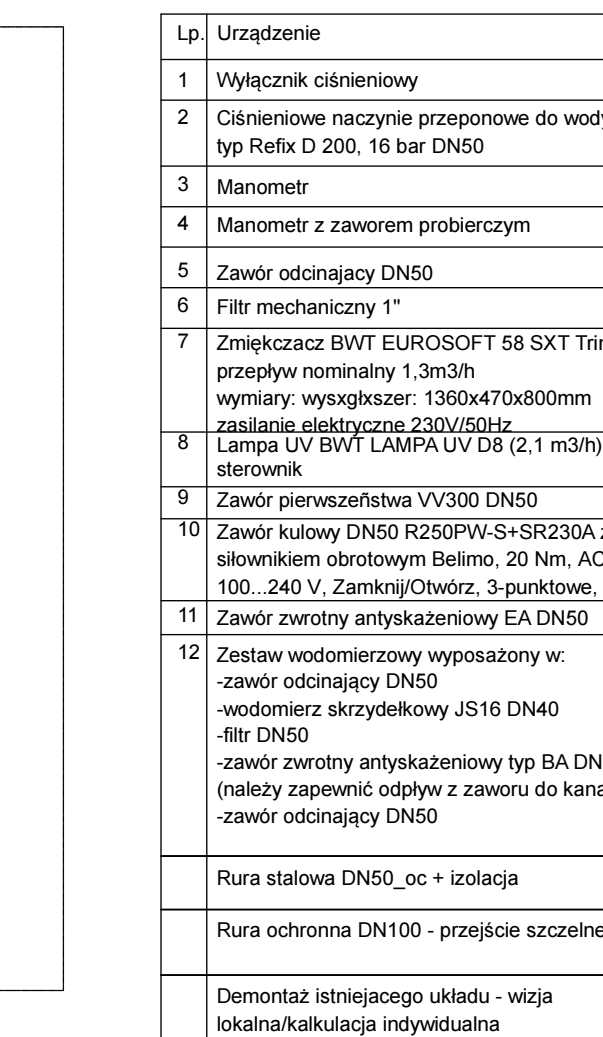 Lp. Urządzenie
1 Wyłącznik ciśnieniowy
2 Ciśnieniowe naczynie przeponowe do wody
typ Refix D 200, 16 bar DN50
3 Manometr
4 Manometr z zaworem probierczym
5 Zawór odcinajacy DN50
6 Filtr mechaniczny 1"
7 Zmiękczacz BWT EUROSOFT 58 SXT
przepływ nominalny 1,3m3/h
wymiary: wysxgłxszer: 1360x470x800mm
zasilanie elektryczne 230V/50Hz
8 Lampa UV BWT LAMPA UV D8 (2,1 m3/h)
sterownik
9 Zawór pierwszeñstwa VV300 DN50
10 Zawór kulowy DN50 R250PW-S+SR230A
siłownikiem obrotowym Belimo, 20 Nm, AC
100...240 V, Zamknij/Otwórz, 3-punktowe,
11 Zawór zwrotny antyskażeniowy EA DN50
12 Zestaw wodomierzowy wyposażony w:
-zawór odcinający DN50
-wodomierz skrzydełkowy JS16 DN40
-filtr DN50
-zawór zwrotny antyskażeniowy typ BA DN
(należy zapewnić odpływ z zaworu do
-zawór odcinający DN50
Rura stalowa DN50_oc + izolacja
Rura ochronna DN100 - przejście szczelne
Demontaż istniejacego układu - wizja
lokalna/kalkulacja indywidualna